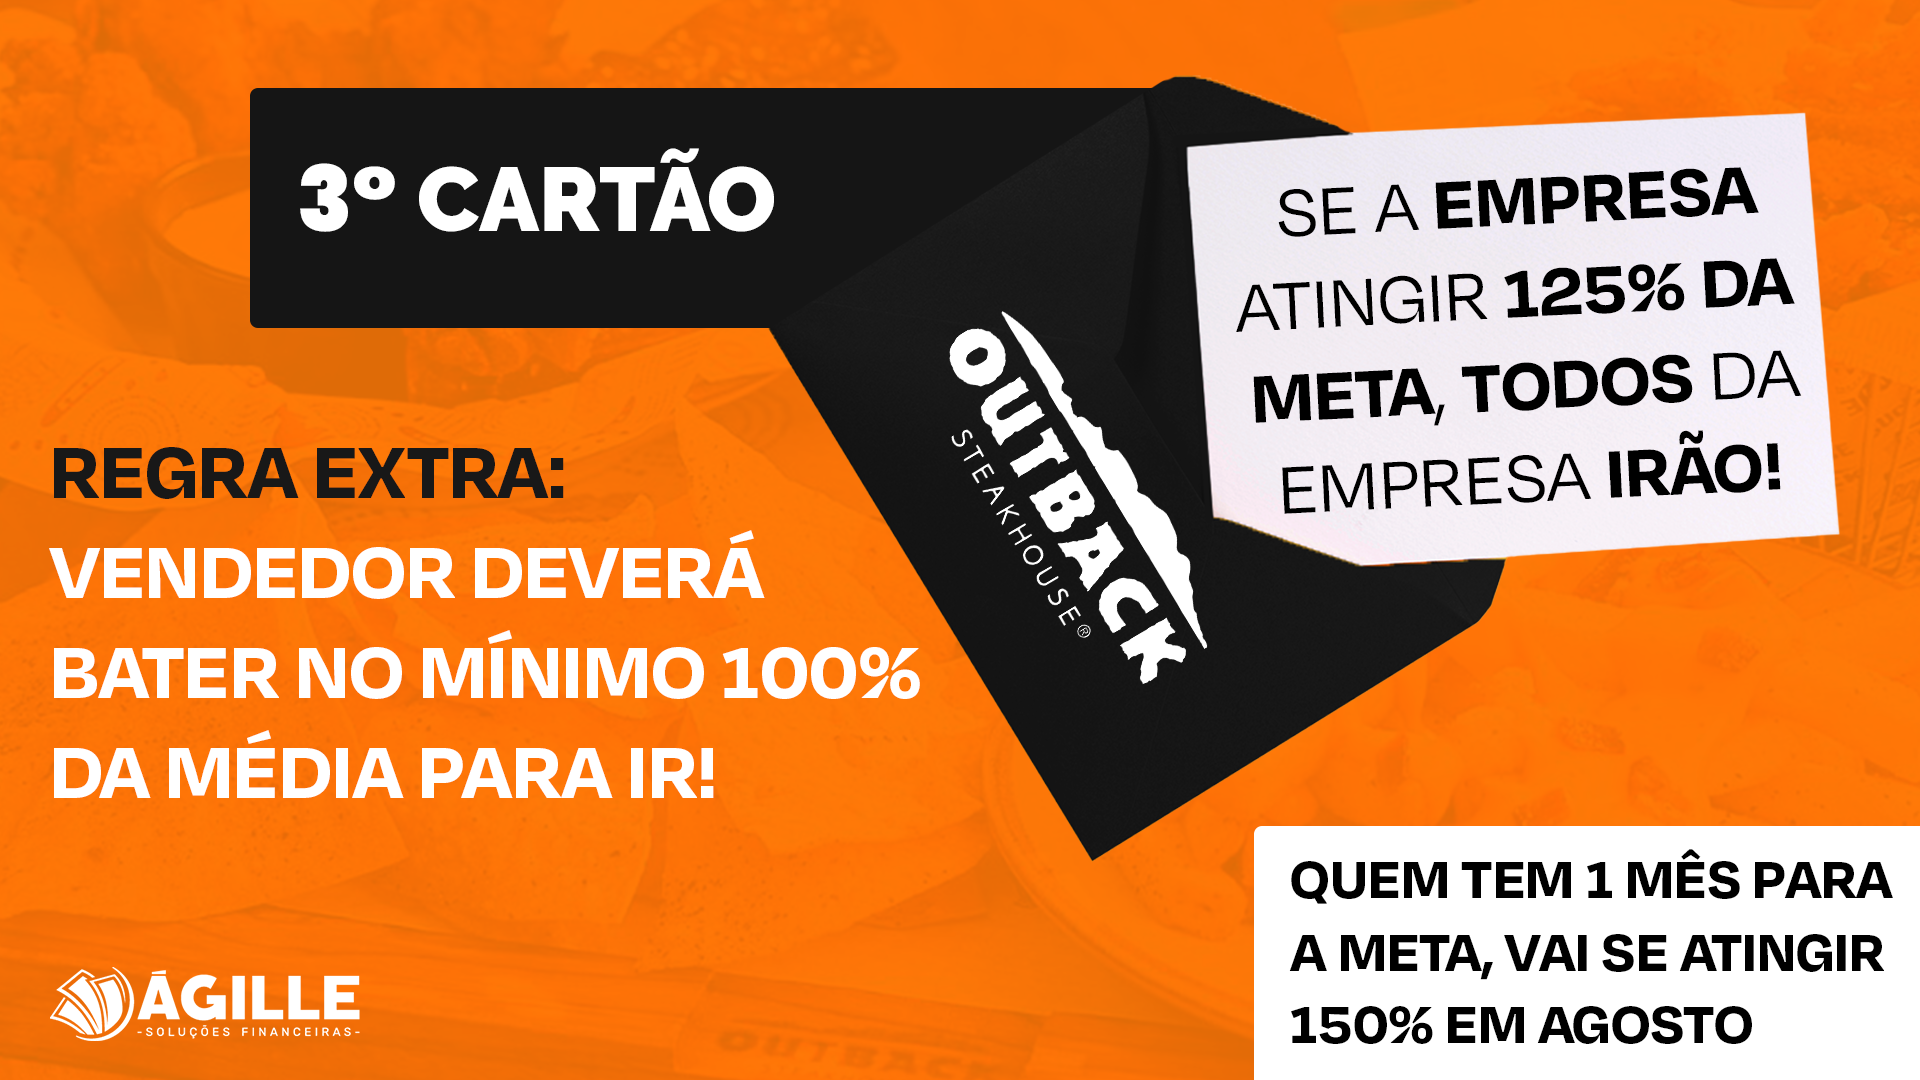 3º CARTÃO
SE A EMPRESA
ATINGIR 125% DA
META, TODOS DA
EMPRESA IRÃO!
OUTBACK
STEAKHOUSE®
REGRA EXTRA:
VENDEDOR DEVERÁ
BATER NO MÍNIMO 100%
DA MÉDIA PARA IR!
QUEM TEM 1 MÊS PARA
A META, VAI SE ATINGIR
150% EM AGOSTO
ÁGILLE
-SOLUÇÕES FINANCEIRAS-
OUTBACK